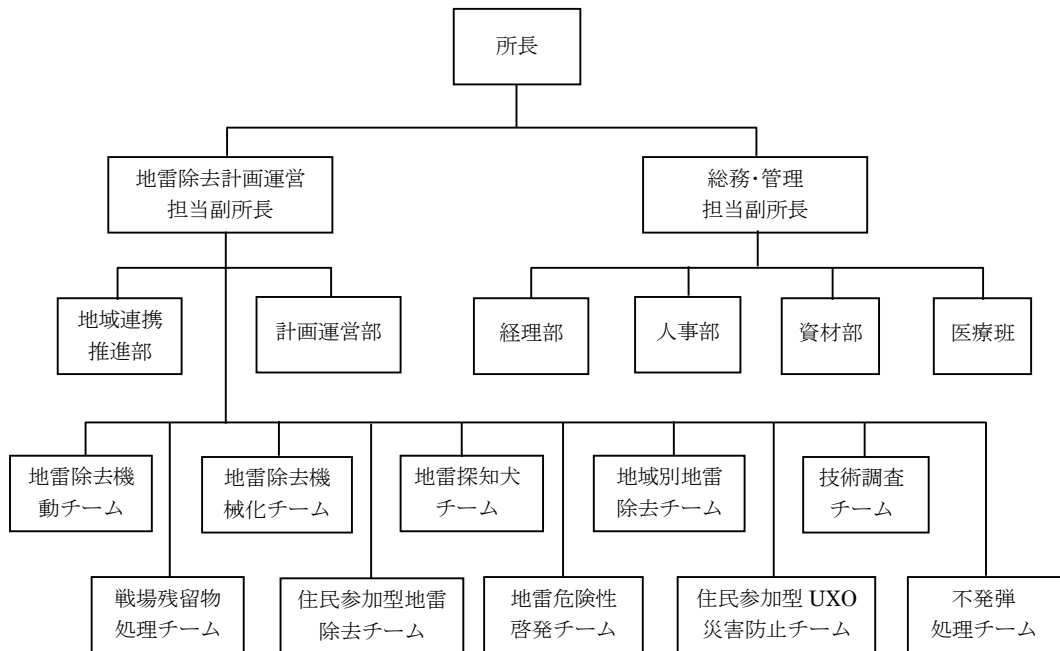 所長
地雷除去計画運営
担当副所長
総務･管理
担当副所長
地域連携
推進部
計画運営部
経理部
人事部
資材部
医療班
地雷除去機
動チーム
地雷除去機
械化チーム
地雷探知犬
チーム
地域別地雷
除去チーム
技術調査
チーム
戦場残留物
処理チーム
住民参加型地雷
除去チーム
地雷危険性
啓発チーム
住民参加型 UXO
災害防止チーム
不発弾
処理チーム